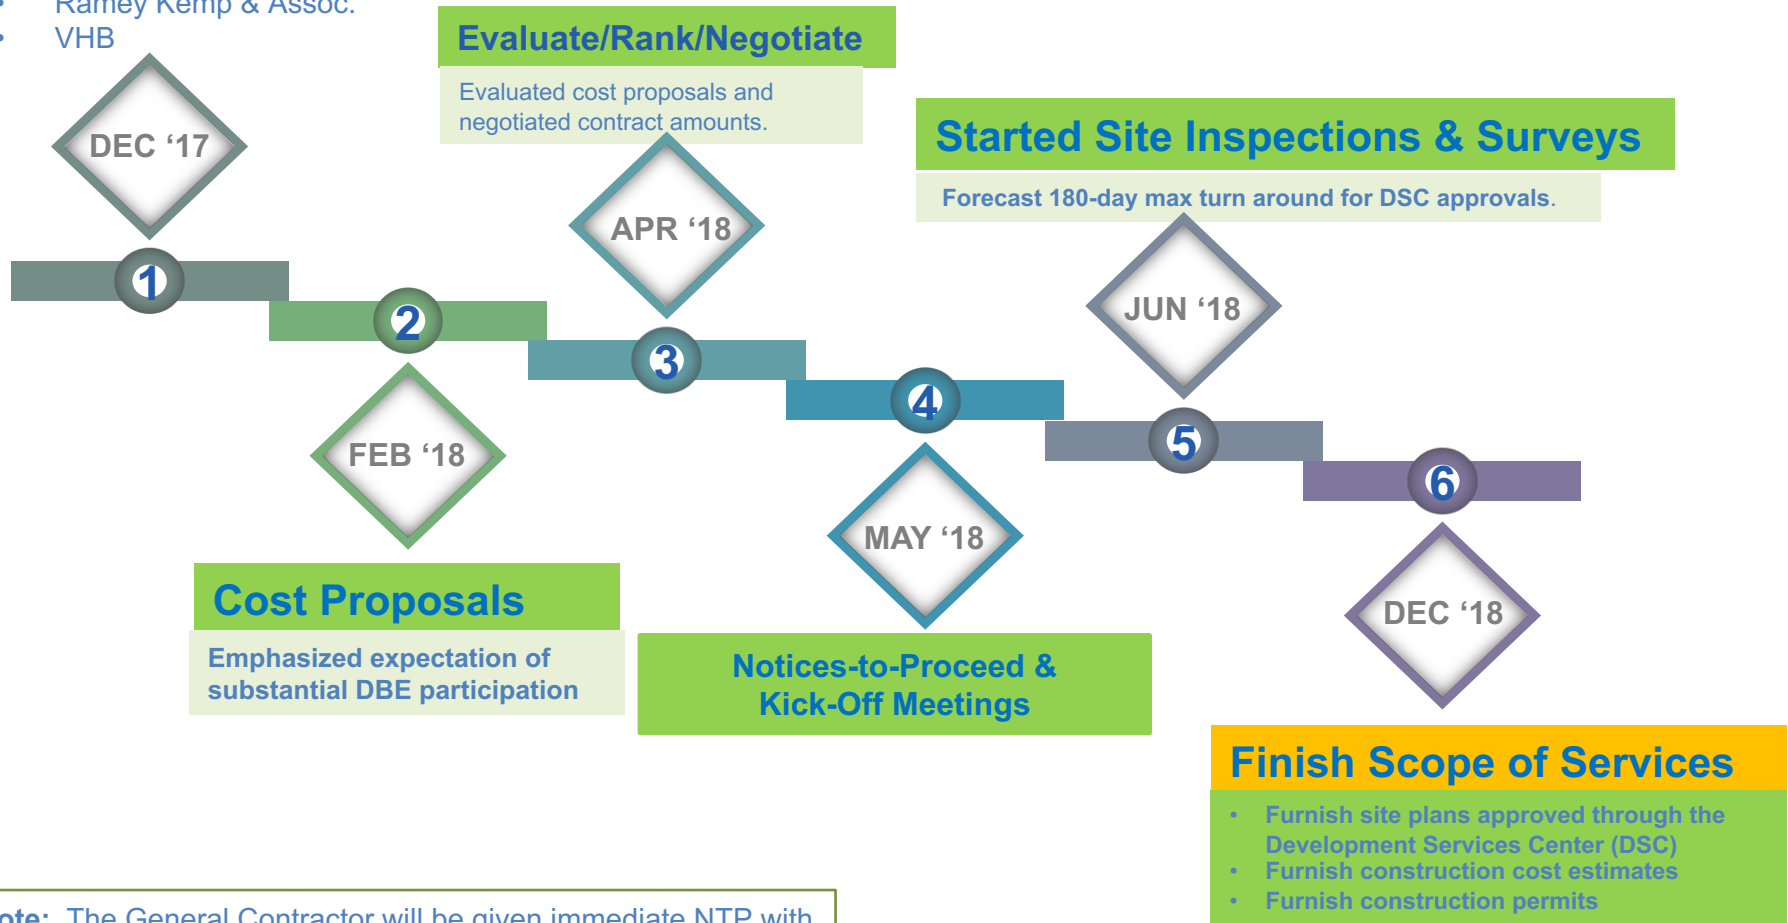 • Ramey Kemp & Assoc.
• VHB
DEC ‘17
1
Evaluate/Rank/Negotiate
Evaluated cost proposals and
negotiated contract amounts.
APR ‘18
Started Site Inspections & Surveys
Forecast 180-day max turn around for DSC approvals.
JUN ‘18
2
3
4
5
6
FEB ‘18
MAY ‘18
DEC ‘18
Cost Proposals
Emphasized expectation of
substantial DBE participation
Notices-to-Proceed &
Kick-Off Meetings
Finish Scope of Services
• Furnish site plans approved through the
Development Services Center (DSC)
• Furnish construction cost estimates
• Furnish construction permits
ote: The General Contractor will be given immediate NTP with